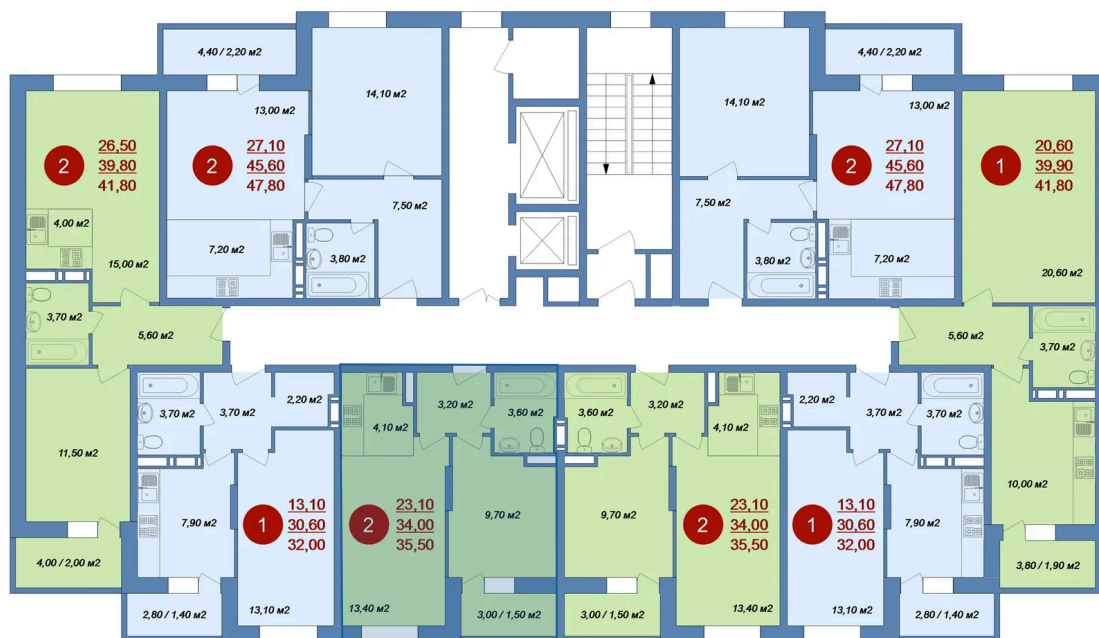 4,40 / 2,20 м2
14,10 м2
13,00 м2
2
26,50
39,80
41,80
2
27,10
45,60
47,80
7,50 м2
4,00 м2
7,20 м2
3,80 м2
15,00 м2
3,70 м2
5,60 м2
11,50 м2
4,00 / 2,00 м2
4,40 / 2,20 м2
14,10 м2
13,00 м2
2
27,10
45,60
47,80
1
20,60
39,90
41,80
7,50 м2
3,80 м2
7,20 м2
20,60 м2
5,60 м2
3,70 м2
10,00 м2
3,80 / 1,90 м2
3,70 м2
3,70 м2
2,20 м2
7,90 м2
1
13,10
30,60
32,00
13,10 м2
2,80 / 1,40 м2
4,10 м2
3,20 м2
3,60 м2
2
23,10
34,00
35,50
9,70 м2
13,40 м2
3,00 / 1,50 м2
3,60 м2
3,20 м2
4,10 м2
9,70 м2
2
23,10
34,00
35,50
3,00 / 1,50 м2
13,40 м2
2,20 м2
3,70 м2
3,70 м2
1
13,10
30,60
32,00
7,90 м2
13,10 м2
2,80 / 1,40 м2